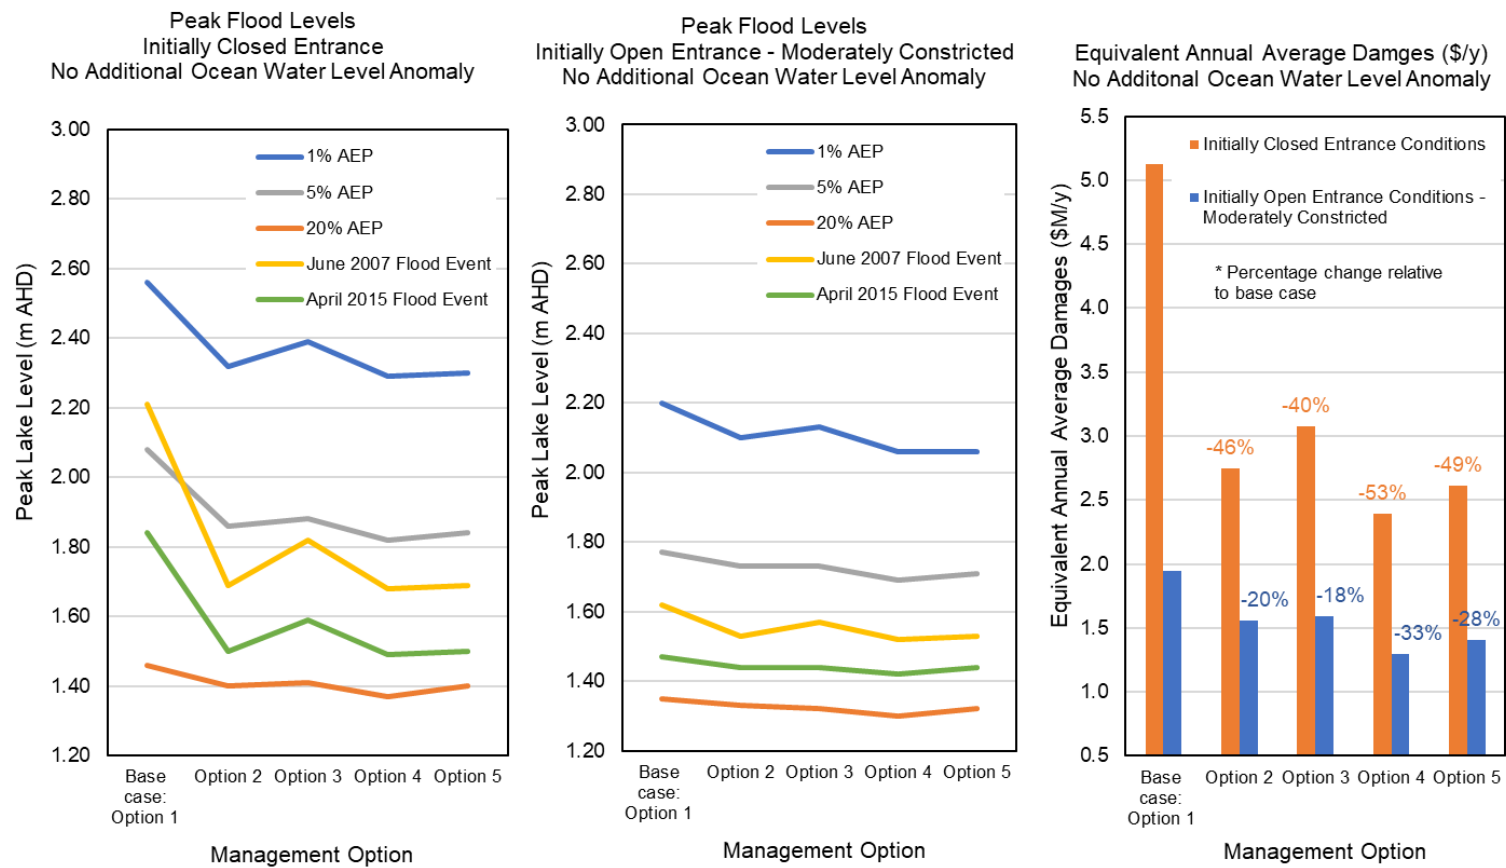 Peak Flood Levels
Initially Closed Entrance
No Additional Ocean Water Level Anomaly
Peak Lake Level (m AHD)
3.00
2.80
2.60
2.40
2.20
2.00
1.80
1.60
1.40
1.20
1% AEP
5% AEP
20% AEP
June 2007 Flood Event
April 2015 Flood Event
Base
case:
Option 1
Option 2
Option 3
Option 4
Option 5
Management Option
Peak Flood Levels
Initially Open Entrance - Moderately Constricted
No Additional Ocean Water Level Anomaly
Peak Lake Level (m AHD)
3.00
2.80
2.60
2.40
2.20
2.00
1.80
1.60
1.40
1.20
1% AEP
5% AEP
20% AEP
June 2007 Flood Event
April 2015 Flood Event
Base
case:
Option 1
Option 2
Option 3
Option 4
Option 5
Management Option
Equivalent Annual Average Damges ($/y)
No Additonal Ocean Water Level Anomaly
Equivalent Annual Average Damages ($M/y)
5.5
5.0
4.5
4.0
3.5
3.0
2.5
2.0
1.5
1.0
0.5
Initially Closed Entrance Conditions
Initially Open Entrance Conditions -
Moderately Constricted
* Percentage change relative
to base case
-46%
-40%
-53%
-49%
-20%
-18%
-33%
-28%
Base
case:
Option 1
Option 2
Option 3
Option 4
Option 5
Management Option